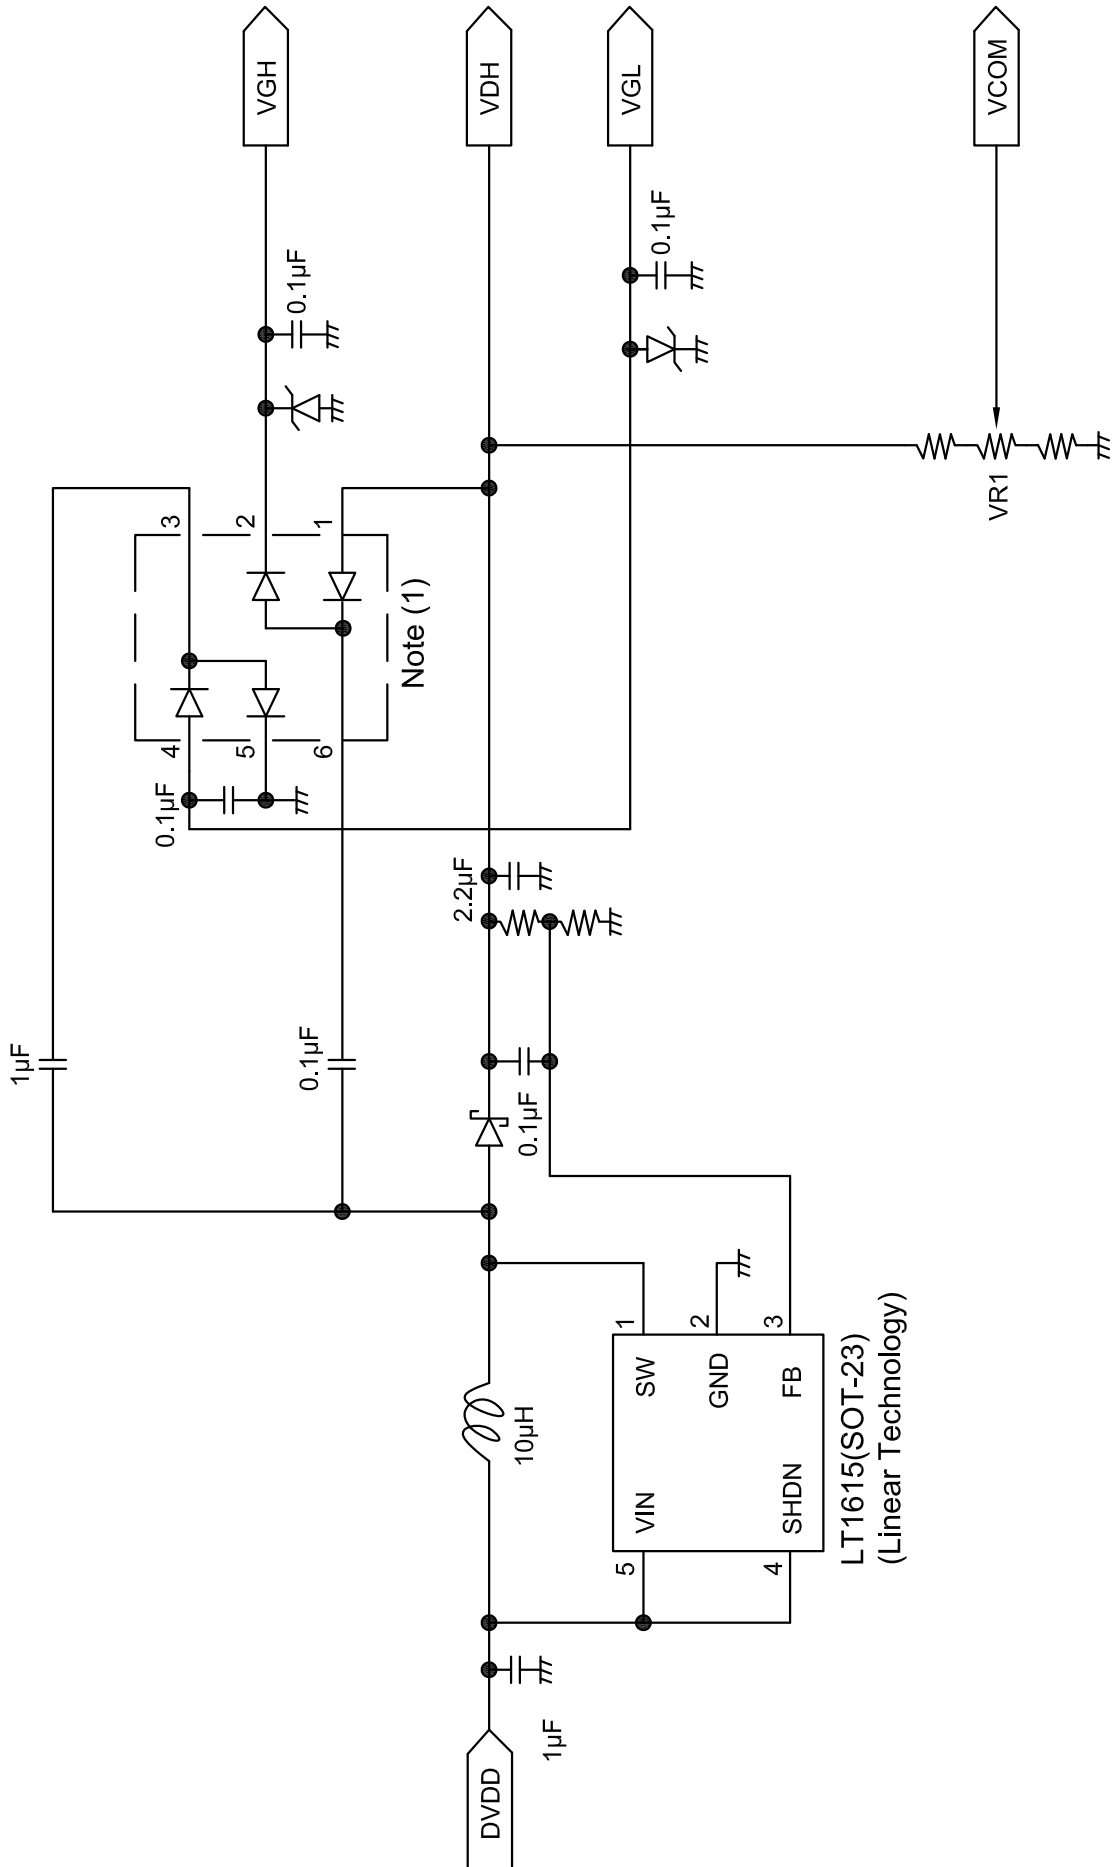 1µF
3
VGH
4
2
0.1µF
0.1µF
5
1
0.1µF
6
Note (1)
VDH
2.2µF
0.1µF
VGL
0.1µF
DVDD
1µF
10µH
5
VIN
SW
1
GND
2
4
SHDN
FB
3
LT1615(SOT-23)
(Linear Technology)
VCOM
VR1